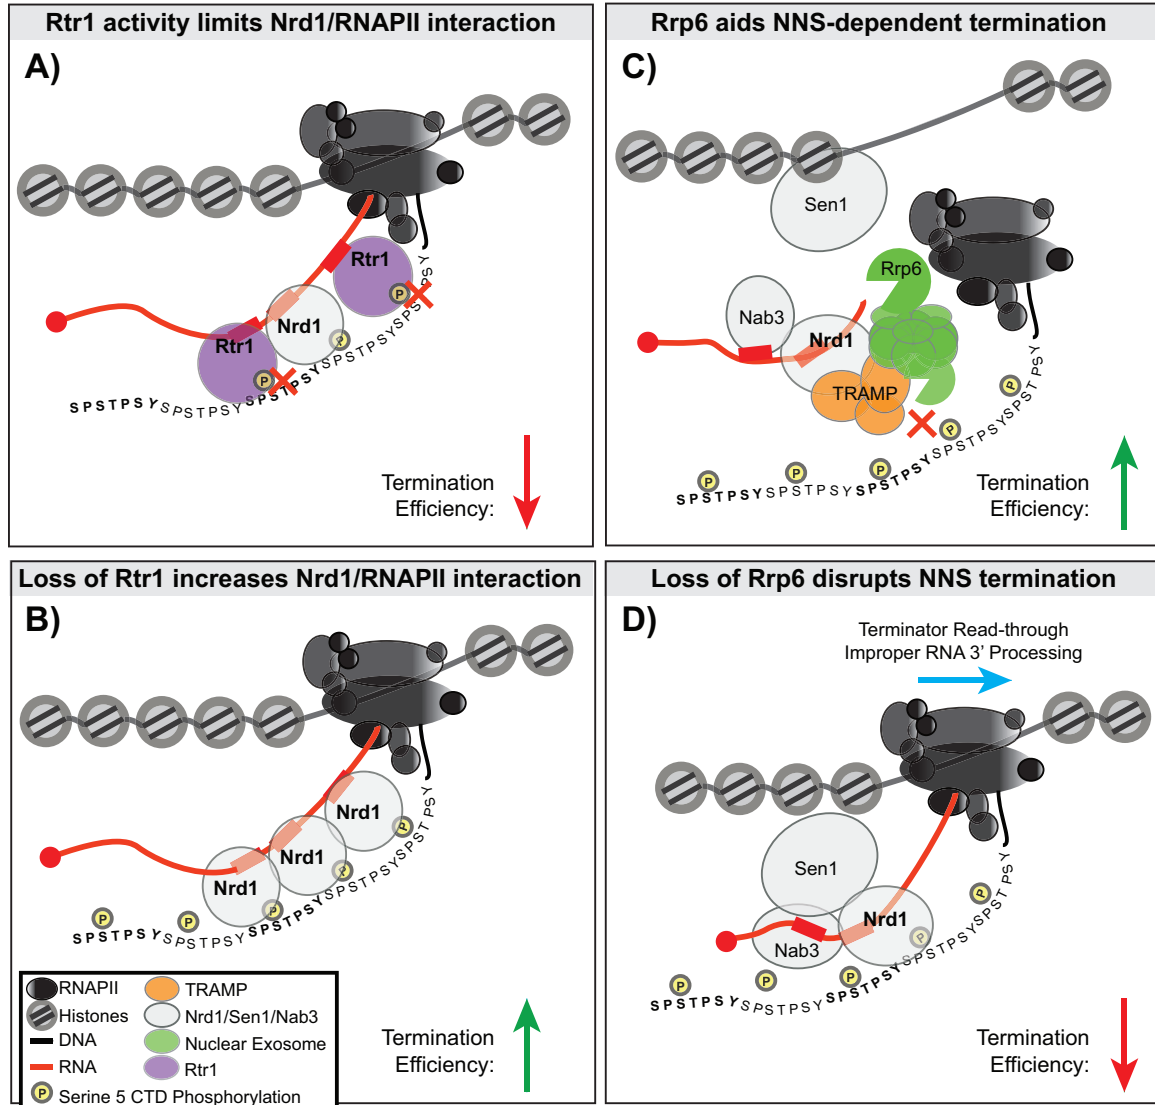 Rtr1 activity limits Nrd1/RNAPII interaction
A)
Rtr1
Nrd1
Rtr1
P
P
P
SPSTPSYSPSTPSYSPSTPSYSPSTPSYSPSTPSY
Termination
Efficiency:
Rrp6 aids NNS-dependent termination
C)
Sen1
Rrp6
Nab3
Nrd1
TRAMP
P
P
P
P
P
SPSTPSYSPSTPSYSPSTPSYSPSTPSYSPSTPSY
Termination
Efficiency:
Loss of Rtr1 increases Nrd1/RNAPII interaction
B)
Nrd1
Nrd1
Nrd1
P
P
P
P
P
SPSTPSYSPSTPSYSPSTPSYSPSTPSYSPSTPSY
RNAPII
Histones
DNA
RNA
P Serine 5 CTD Phosphorylation
TRAMP
Nrd1/Sen1/Nab3
Nuclear Exosome
Rtr1
Termination
Efficiency:
Loss of Rrp6 disrupts NNS termination
D)
Terminator Read-through
Improper RNA 3’ Processing
Sen1
Nrd1
Nab3
P
P
P
P
P
SPSTPSYSPSTPSYSPSTPSYSPSTPSYSPSTPSY
Termination
Efficiency: